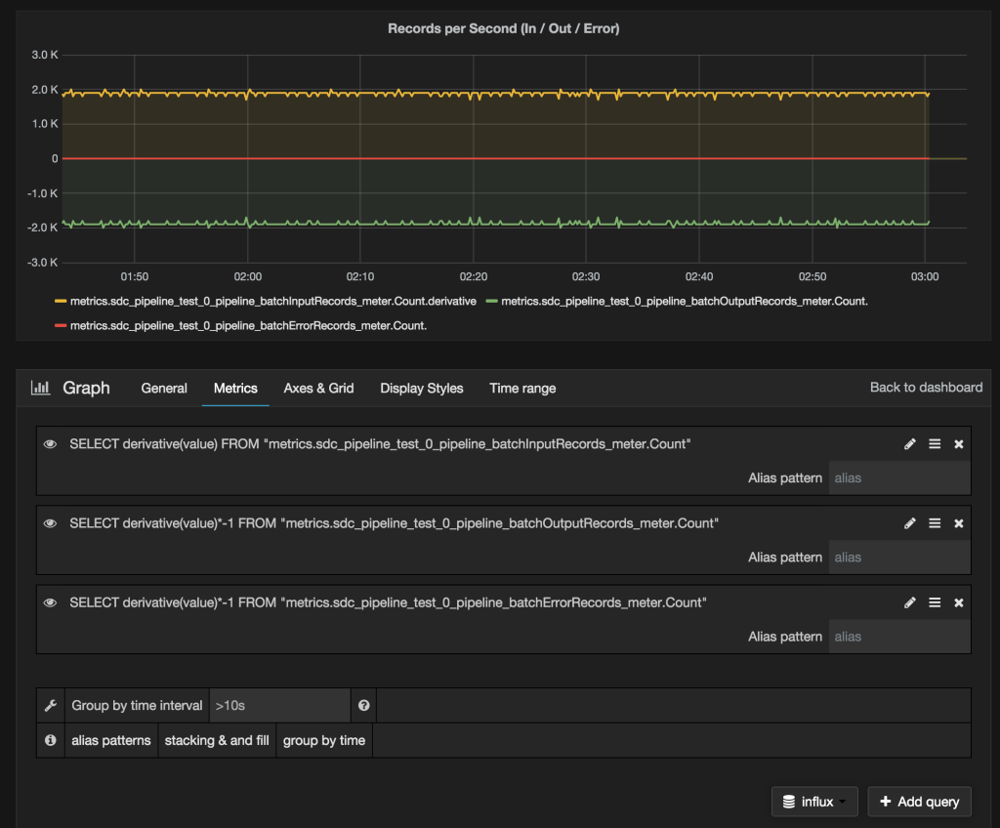 Records per Second (In / Out / Error)
3.0 K
2.0 K
1.0 K
0
-1.0 K
-2.0 K
-3.0 K
01:50 02:00 02:10 02:20 02:30 02:40 02:50 03:00
metrics.sdc_pipeline_test_0_pipeline_batchInputRecords_meter.Count.derivative metrics.sdc_pipeline_test_0_pipeline_batchOutputRecords_meter.Count.
metrics.sdc_pipeline_test_0_pipeline_batchErrorRecords_meter.Count.
Graph General Metrics Axes & Grid Display Styles Time range Back to dashboard
SELECT derivative(value) FROM "metrics.sdc_pipeline_test_0_pipeline_batchInputRecords_meter.Count"
Alias pattern alias
SELECT derivative(value)*-1 FROM "metrics.sdc_pipeline_test_0_pipeline_batchOutputRecords_meter.Count"
Alias pattern alias
SELECT derivative(value)*-1 FROM "metrics.sdc_pipeline_test_0_pipeline_batchErrorRecords_meter.Count"
Alias pattern alias
Group by time interval >10s
alias patterns stacking & and fill group by time
influx Add query